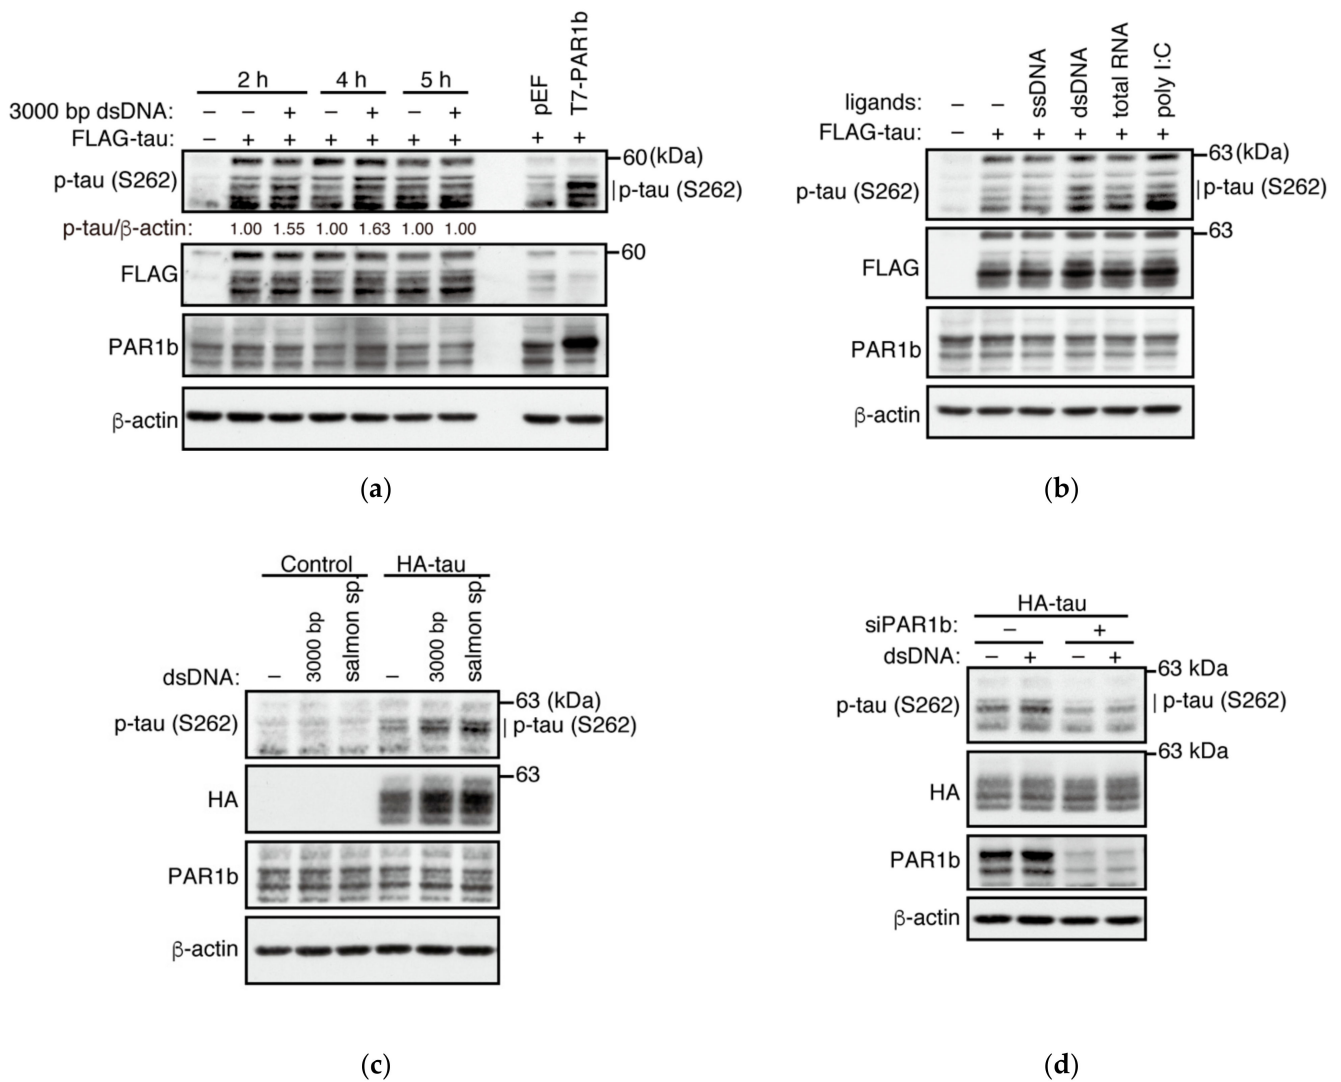 2 h 4 h 5 h pEF T7-PAR1b
3000 bp dsDNA: – – + – + – +
FLAG-tau: – + + + + + + + +
p-tau (S262) 60 (kDa) p-tau (S262)
p-tau/β-actin: 1.00 1.55 1.00 1.63 1.00 1.00
FLAG 60
PAR1b
β-actin
(a)
ligands: – – ssDNA dsDNA total RNA poly I:C
FLAG-tau: – + + + + +
p-tau (S262) 63 (kDa) p-tau (S262)
FLAG 63
PAR1b
β-actin
(b)
Control HA-tau
dsDNA: – 3000 bp salmon sp. – 3000 bp salmon sp.
p-tau (S262) 63 (kDa) p-tau (S262)
HA 63
PAR1b
β-actin
(c)
HA-tau
siPAR1b: – +
dsDNA: – + – +
63 kDa
p-tau (S262) p-tau (S262)
63 kDa
HA
PAR1b
β-actin
(d)